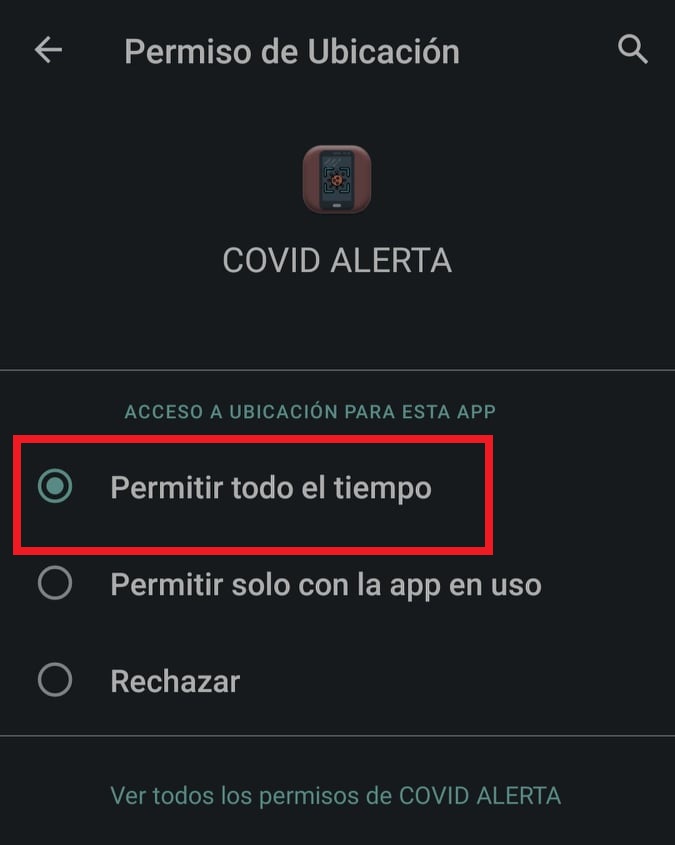 Permiso de Ubicación
COVID ALERTA
ACCESO A UBICACIÓN PARA ESTA APP
Permitir todo el tiempo
Permitir solo con la app en uso
Rechazar
Ver todos los permisos de COVID ALERTA